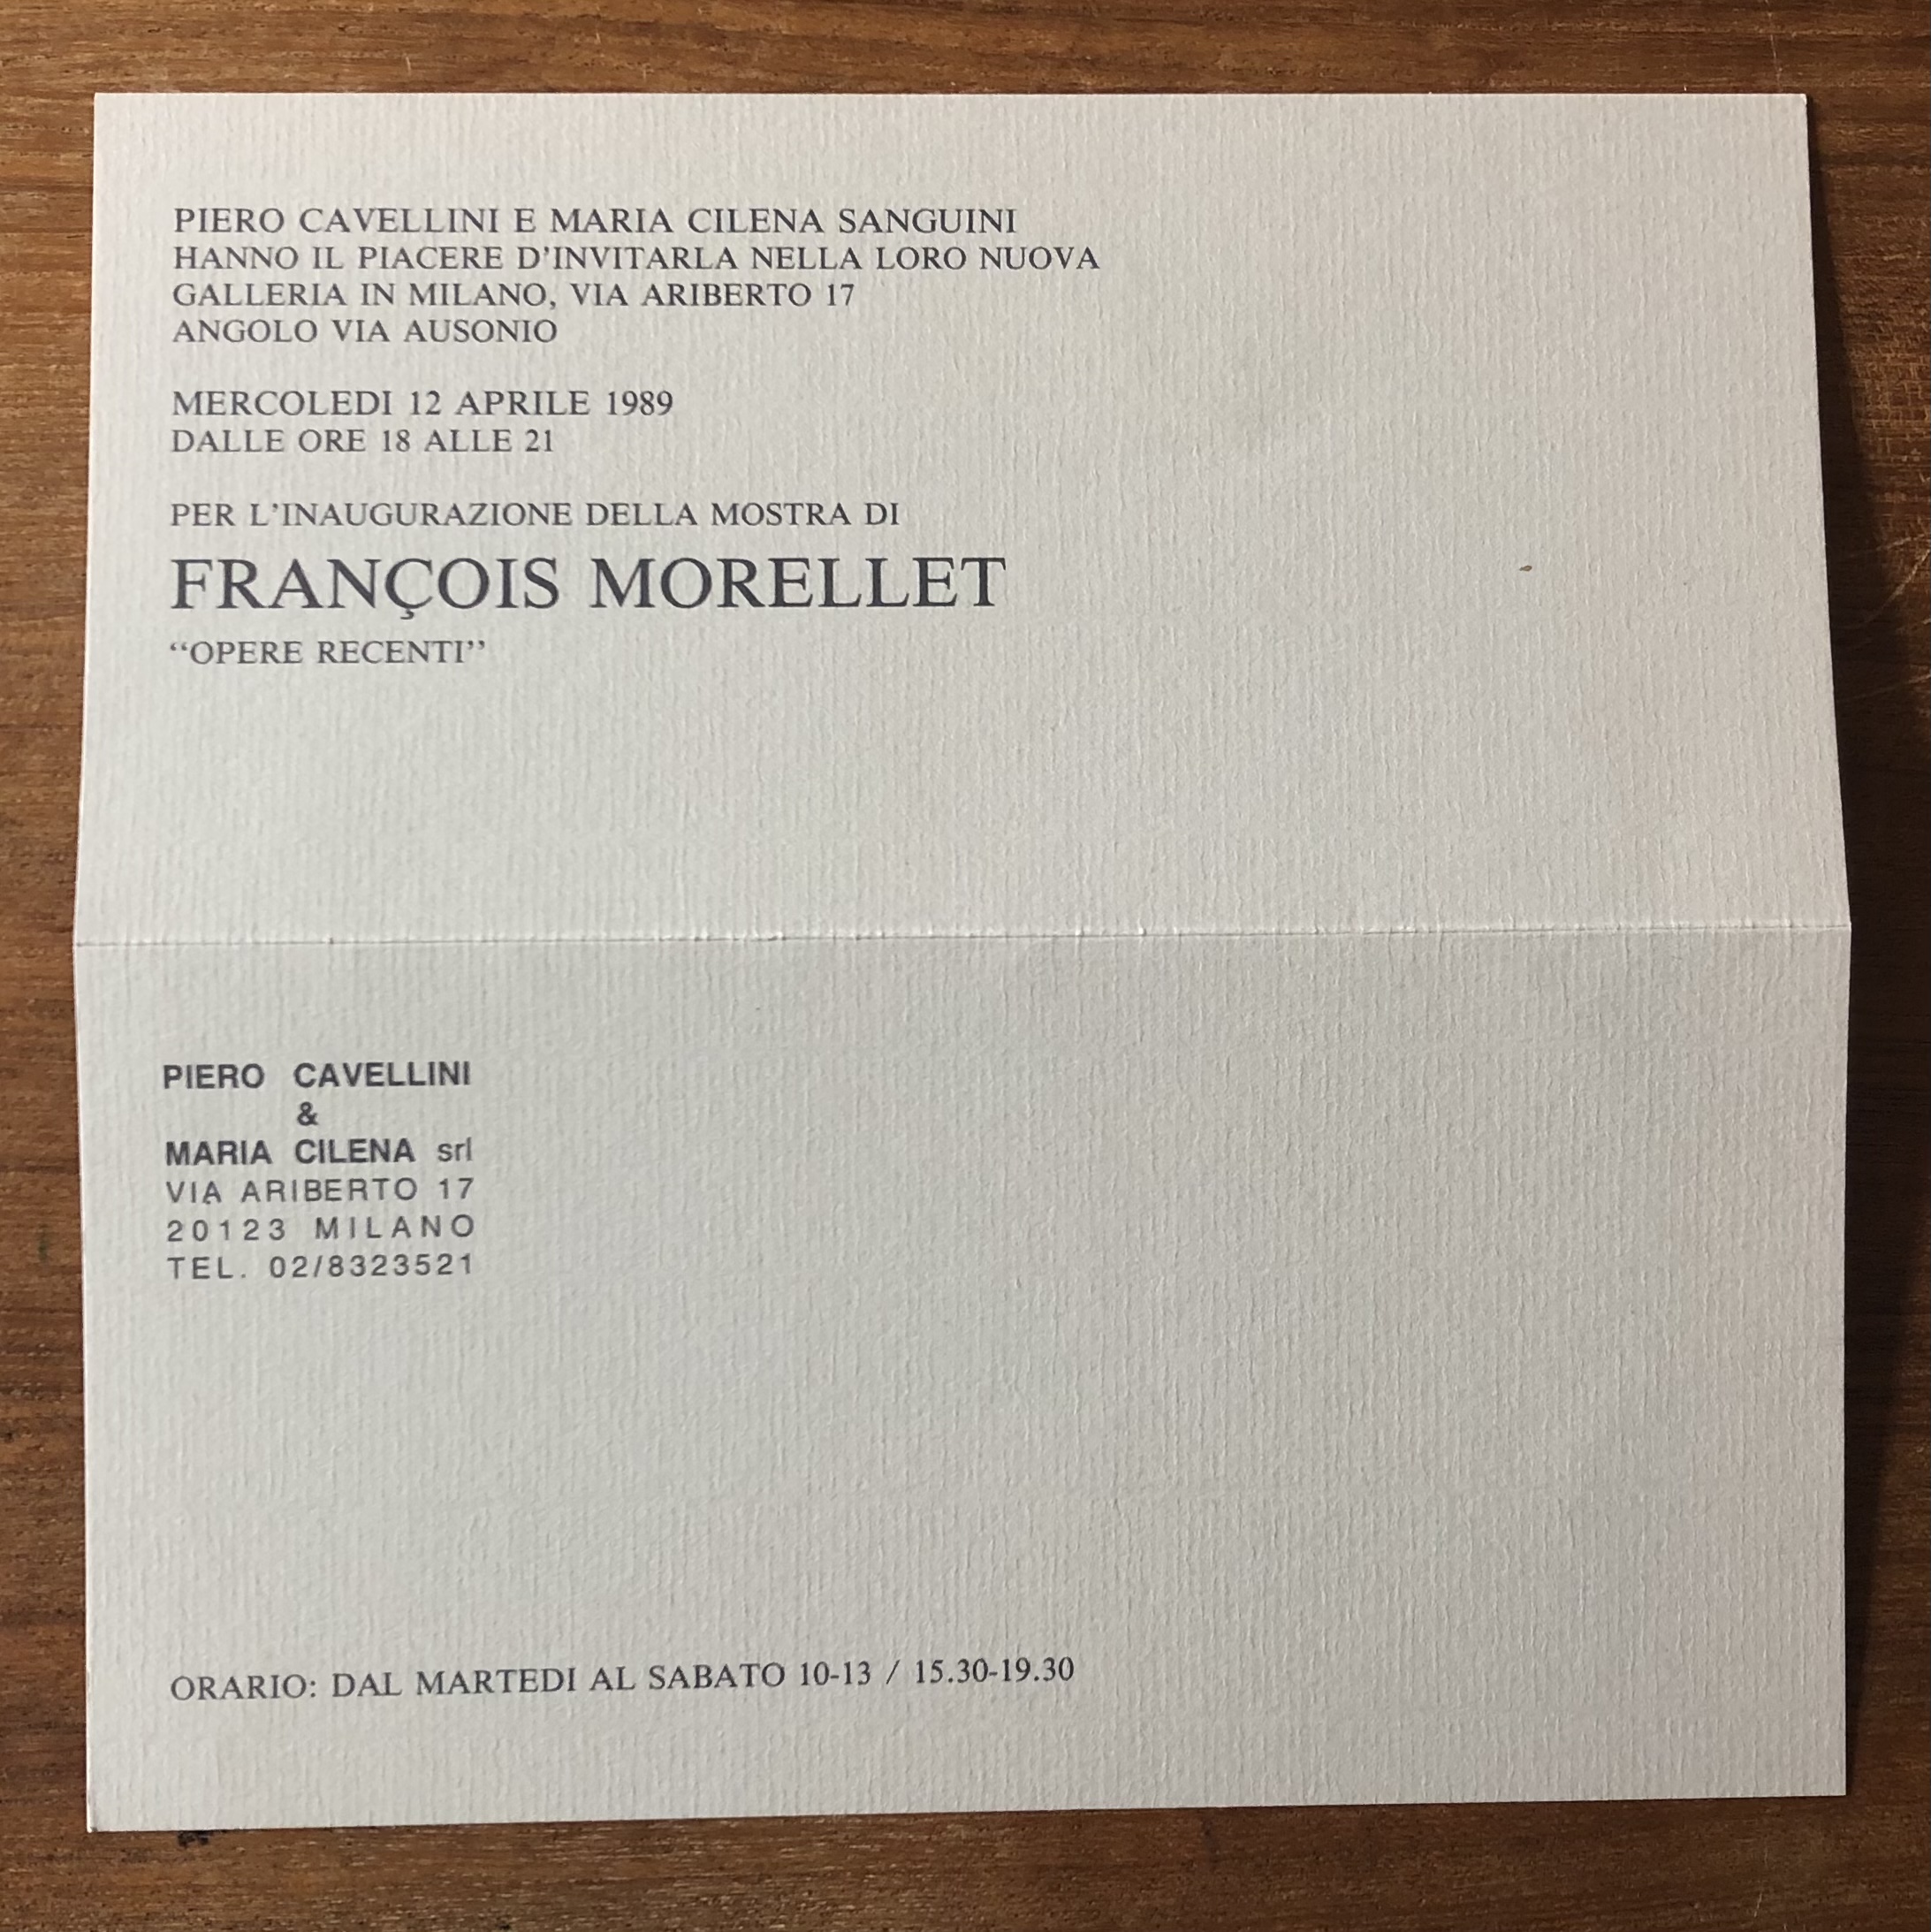 PIERO CAVELLINI E MARIA CILENA SANGUINI
HANNO IL PIACERE D'INVITARLA NELLA LORO NUOVA
GALLERIA IN MILANO, VIA ARIBERTO 17
ANGOLO VIA AUSONIO
MERCOLEDI 12 APRILE 1989
DALLE ORE 18 ALLE 21
PER L'INAUGURAZIONE DELLA MOSTRA DI
FRANÇOIS MORELLET
“OPERE RECENTI”
PIERO CAVELLINI
&
MARIA CILENA srl
VIA ARIBERTO 17
20123 MILANO
TEL. 02/8323521
ORARIO: DAL MARTEDI AL SABATO 10-13 / 15.30-19.30